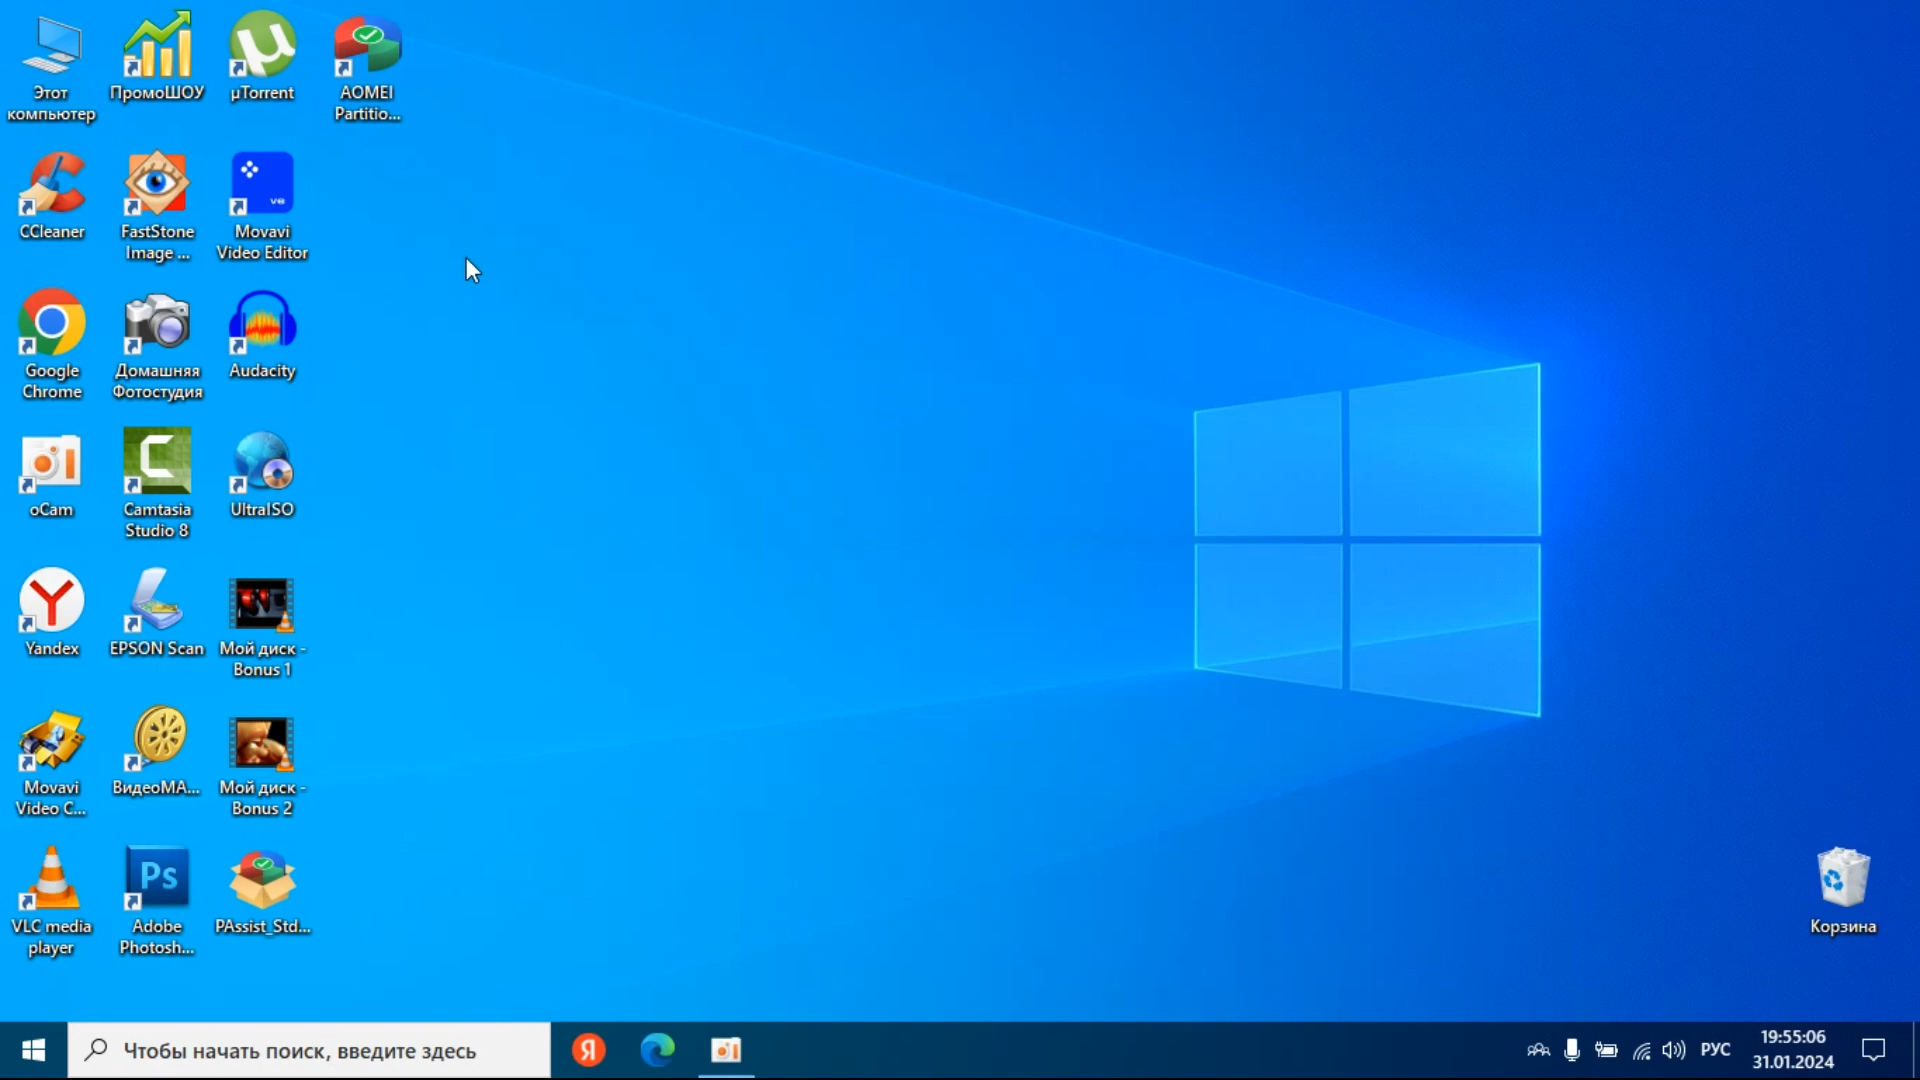 Этот
компьютер
ПромоШОУ
µTorrent
AOMEI
Partitio...
CCleaner
FastStone
Image ...
Movavi
Video Editor
Google
Chrome
Домашняя
Фотостудия
Audacity
oCam
Camtasia
Studio 8
UltraISO
Yandex
EPSON Scan
Мой диск -
Bonus 1
Movavi
Video C...
ВидеоМА...
Мой диск -
Bonus 2
VLC media
player
Ps
Adobe
Photosh...
PAssist_Std...
Корзина
Чтобы начать поиск, введите здесь
РУС
19:55:06
31.01.2024